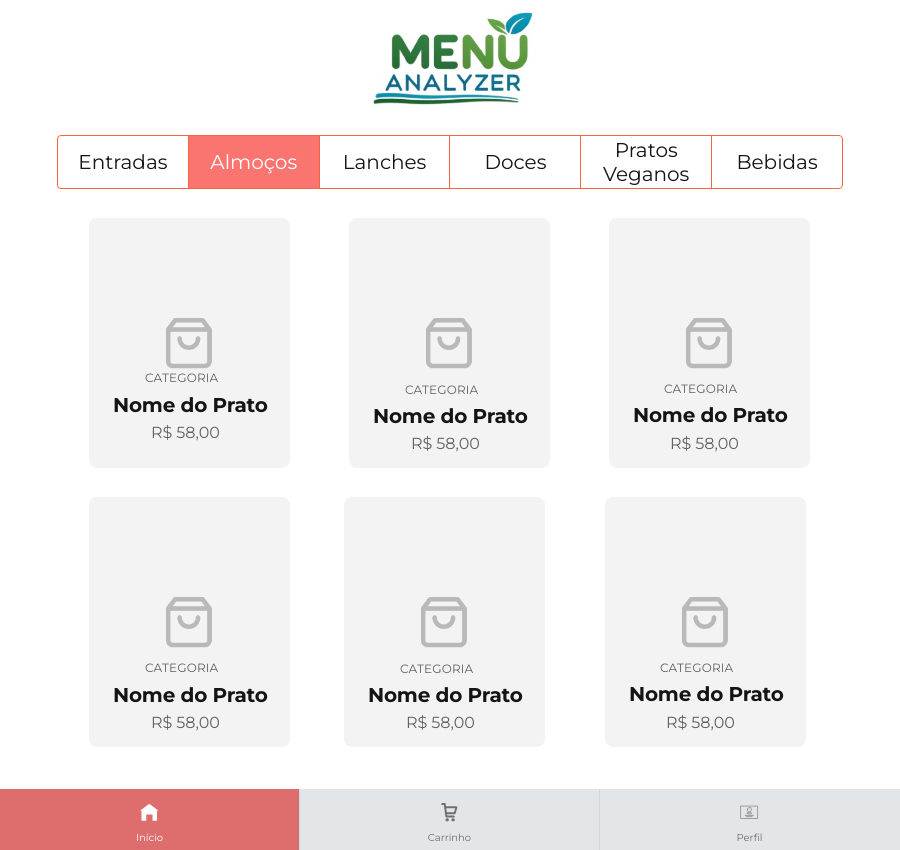 MENU
ANALYZER
Entradas
Almoços
Lanches
Doces
Pratos
Veganos
Bebidas
CATEGORIA
Nome do Prato
R$ 58,00
CATEGORIA
Nome do Prato
R$ 58,00
CATEGORIA
Nome do Prato
R$ 58,00
CATEGORIA
Nome do Prato
R$ 58,00
CATEGORIA
Nome do Prato
R$ 58,00
CATEGORIA
Nome do Prato
R$ 58,00
Início
Carrinho
Perfil